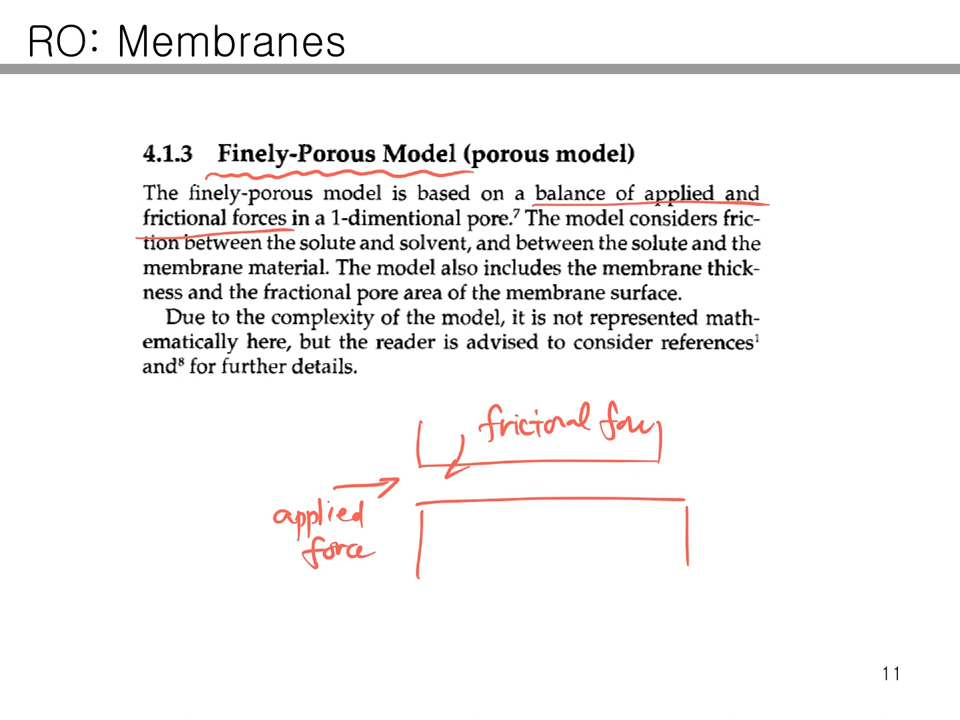 RO: Membranes
4.1.3 Finely-Porous Model (porous model)
The finely-porous model is based on a balance of applied and
frictional forces in a 1-dimentional pore.⁷ The model considers fric-
tion between the solute and solvent, and between the solute and the
membrane material. The model also includes the membrane thick-
ness and the fractional pore area of the membrane surface.
Due to the complexity of the model, it is not represented math-
ematically here, but the reader is advised to consider references¹
and⁸ for further details.
frictional
applied
force
11